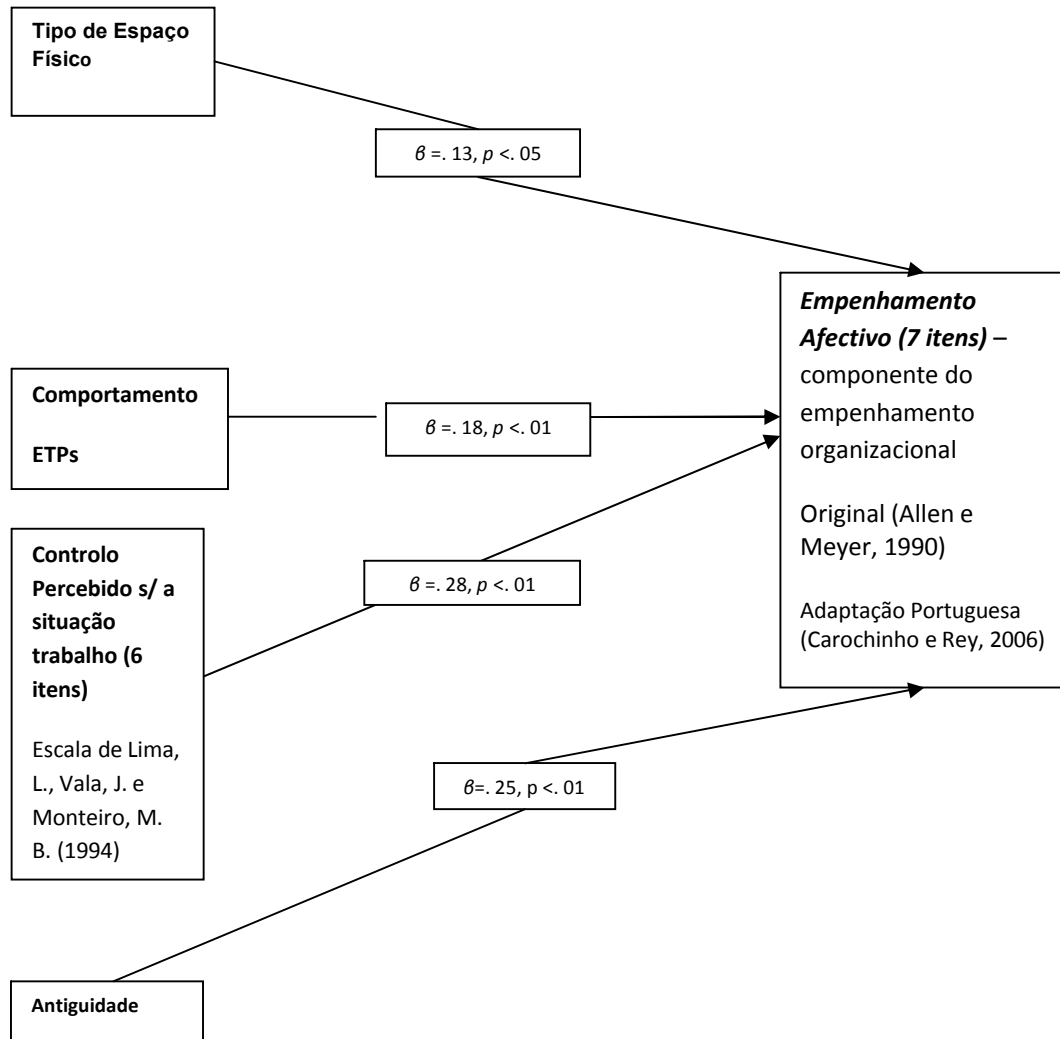 Tipo de Espaço
Físico
β =. 13, p <. 05
Empenhamento
Afectivo (7 itens) –
componente do
empenhamento
organizacional
Original (Allen e
Meyer, 1990)
Adaptação Portuguesa
(Carochinho e Rey, 2006)
Comportamento
ETPs
β =. 18, p <. 01
Controlo
Percebido s/ a
situação
trabalho (6
itens)
Escala de Lima,
L., Vala, J. e
Monteiro, M.
B. (1994)
β =. 28, p <. 01
β=. 25, p <. 01
Antiguidade